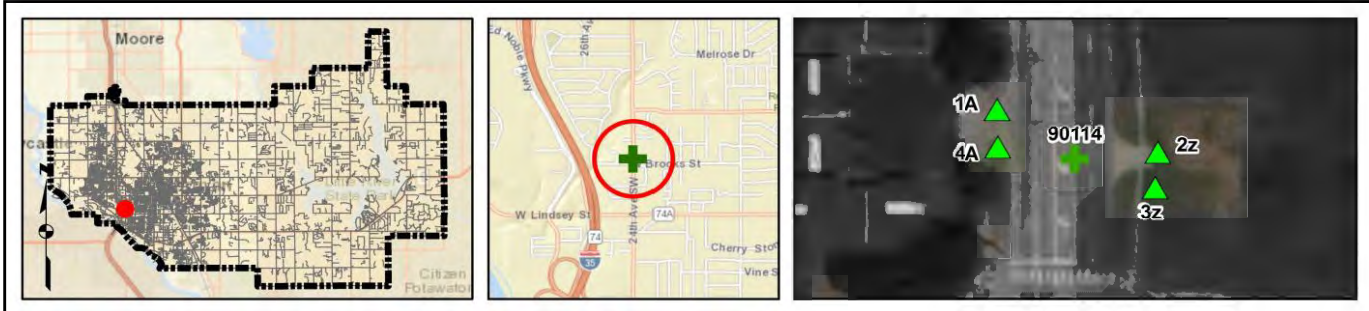 Moore
Citizen
Potawatom
Ed Noble Pkwy
26th A
Melrose Dr
Brooks St
W Lindsey St
74A
24th Ave SW
74
35
Cherry St
Vine S
1A
4A
90114
2z
3z